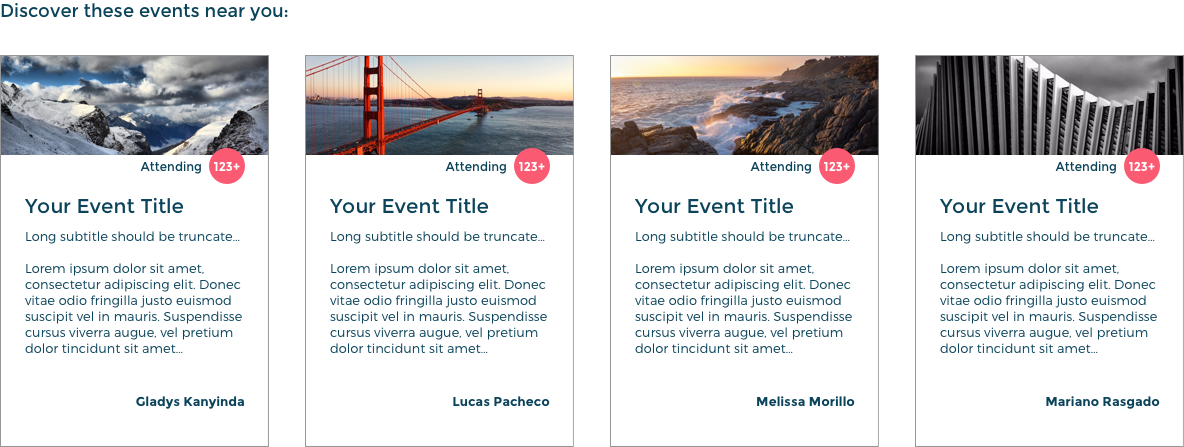 Discover these events near you:
Attending 123+
Your Event Title
Long subtitle should be truncate...
Lorem ipsum dolor sit amet,
consectetur adipiscing elit. Donec
vitae odio fringilla justo euismod
suscipit vel in mauris. Suspendisse
cursus viverra augue, vel pretium
dolor tincidunt sit amet...
Gladys Kanyinda
Attending 123+
Your Event Title
Long subtitle should be truncate...
Lorem ipsum dolor sit amet,
consectetur adipiscing elit. Donec
vitae odio fringilla justo euismod
suscipit vel in mauris. Suspendisse
cursus viverra augue, vel pretium
dolor tincidunt sit amet...
Lucas Pacheco
Attending 123+
Your Event Title
Long subtitle should be truncate...
Lorem ipsum dolor sit amet,
consectetur adipiscing elit. Donec
vitae odio fringilla justo euismod
suscipit vel in mauris. Suspendisse
cursus viverra augue, vel pretium
dolor tincidunt sit amet...
Melissa Morillo
Attending 123+
Your Event Title
Long subtitle should be truncate...
Lorem ipsum dolor sit amet,
consectetur adipiscing elit. Donec
vitae odio fringilla justo euismod
suscipit vel in mauris. Suspendisse
cursus viverra augue, vel pretium
dolor tincidunt sit amet...
Mariano Rasgado